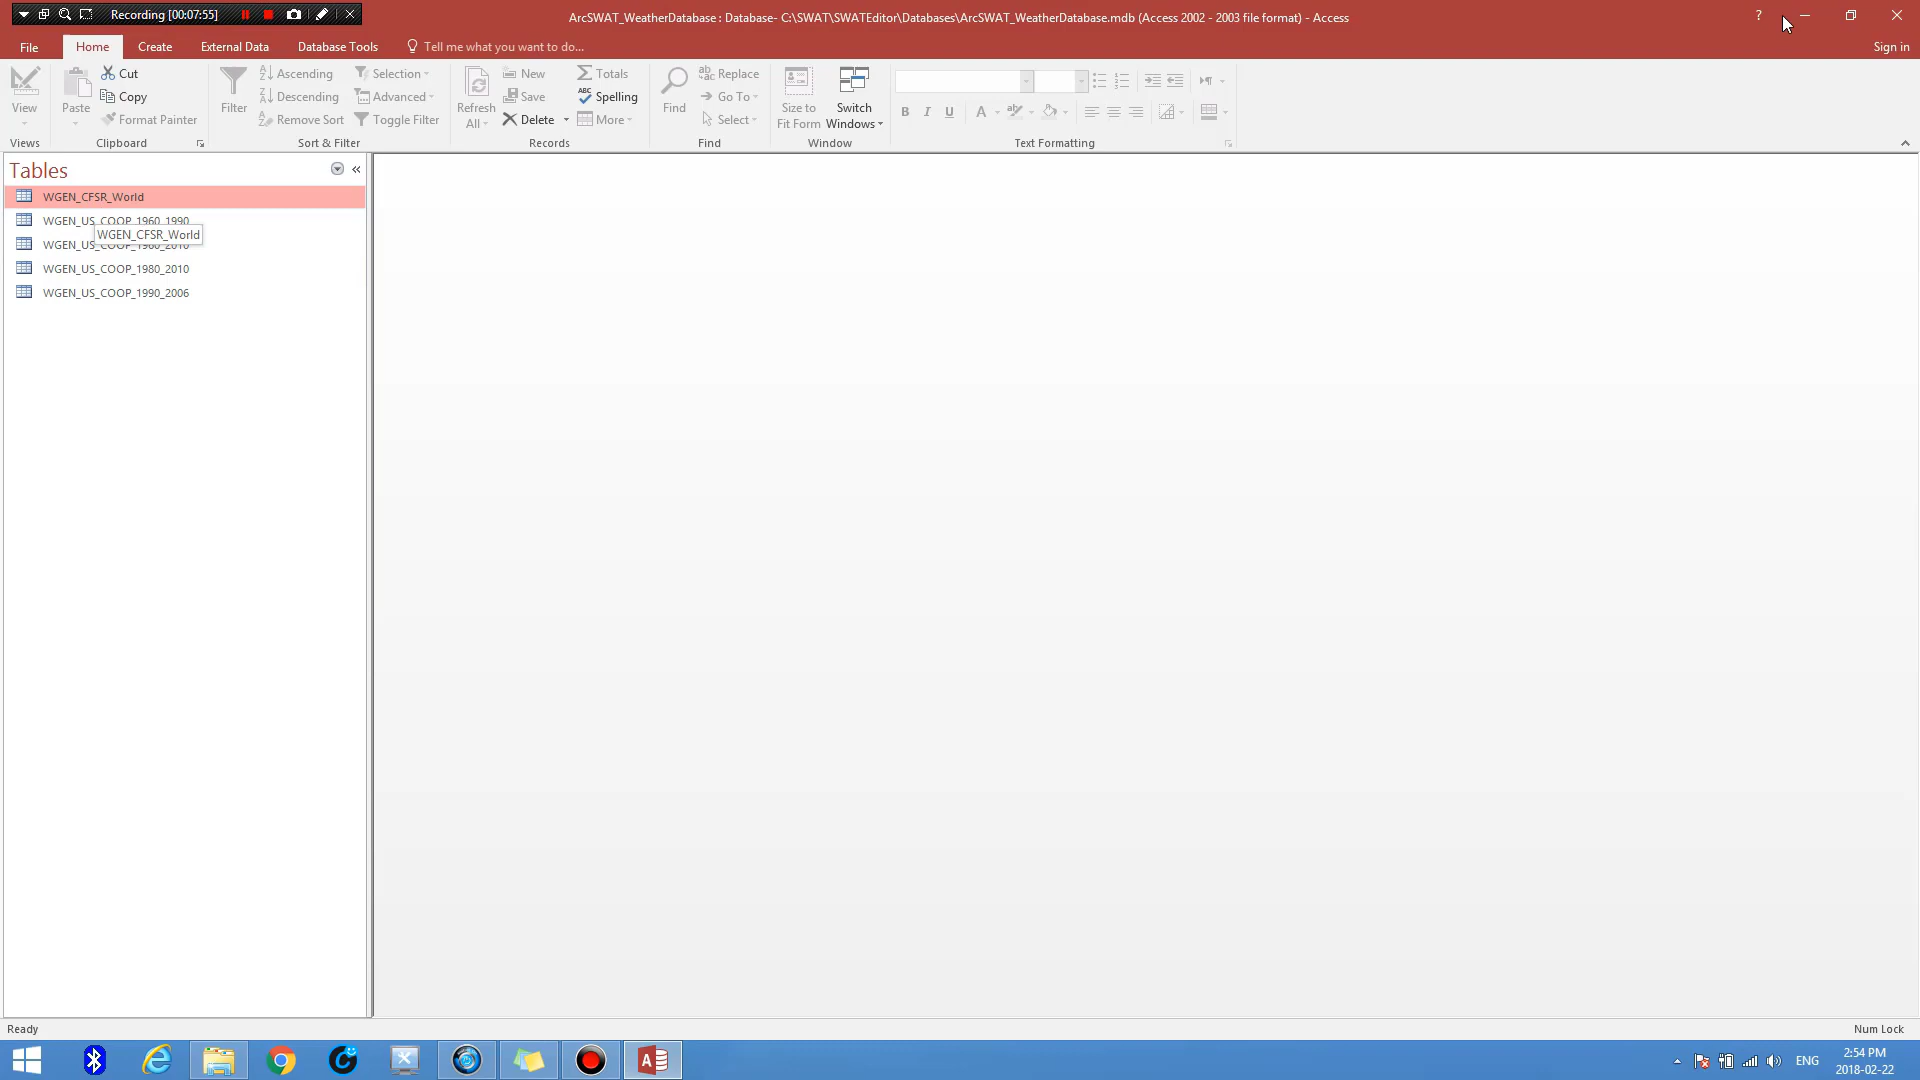 Recording [00:07:55]
ArcSWAT_WeatherDatabase : Database- C:\SWAT\SWATEditor\Databases\ArcSWAT_WeatherDatabase.mdb (Access 2002 - 2003 file format) - Access
?
File Home Create External Data Database Tools Tell me what you want to do... Sign in
View
Views
Paste
Cut
Copy
Format Painter
Clipboard
Filter
Ascending
Descending
Remove Sort
Selection
Advanced
Toggle Filter
Sort & Filter
Refresh
All
New
Save
Delete
Totals
Spelling
More
Records
Find
Replace
Go To
Select
Find
Size to
Fit Form
Switch
Windows
Window
B I U A
Text Formatting
Tables
WGEN_CFSR_World
WGEN_US_COOP_1960_1990
WGEN_CFSR_World
WGEN_US_COOP_1960_2010
WGEN_US_COOP_1980_2010
WGEN_US_COOP_1990_2006
Ready
Num Lock
ENG
2:54 PM
2018-02-22